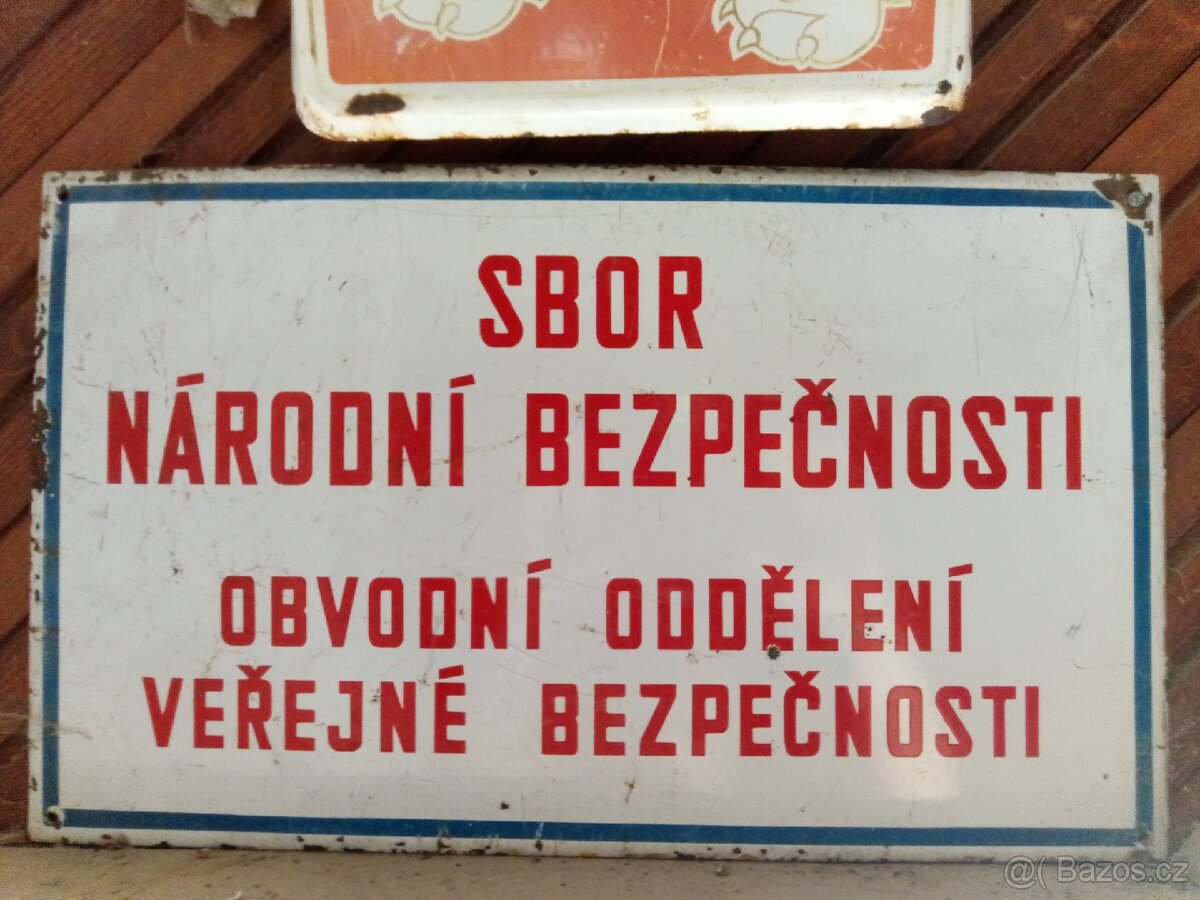 SBOR
NÁRODNÍ BEZPEČNOSTI
OBVODNÍ ODDĚLENÍ
VEŘEJNÉ BEZPEČNOSTI
@( Bazos.cz